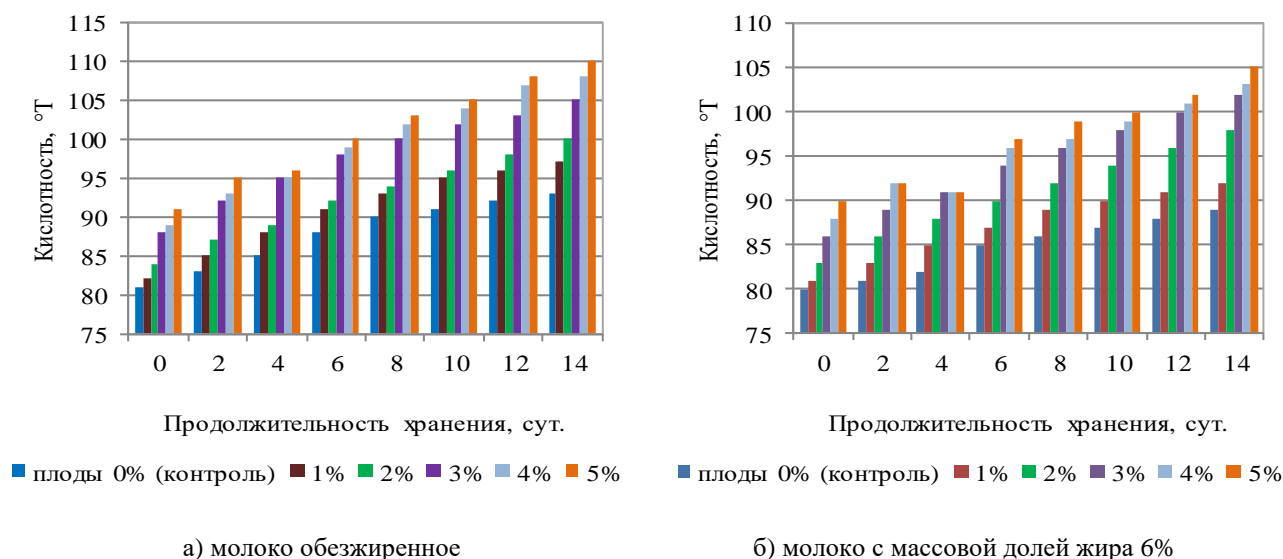 115
110
105
100
95
90
85
80
75
Кислотность, °Т
0 2 4 6 8 10 12 14
Продолжительность хранения, сут.
плоды 0% (контроль) 1% 2% 3% 4% 5%
а) молоко обезжиренное
110
105
100
95
90
85
80
75
Кислотность, °Т
0 2 4 6 8 10 12 14
Продолжительность хранения, сут.
плоды 0% (контроль) 1% 2% 3% 4% 5%
б) молоко с массовой долей жира 6%